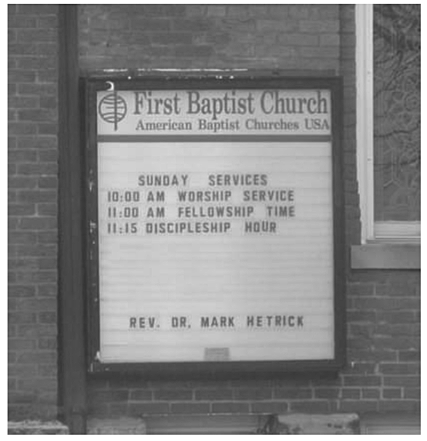 First Baptist Church
American Baptist Churches USA
SUNDAY SERVICES
10:00 AM WORSHIP SERVICE
11:00 AM FELLOWSHIP TIME
11:15 DISCIPLESHIP HOUR
REV. DR. MARK HETRICK